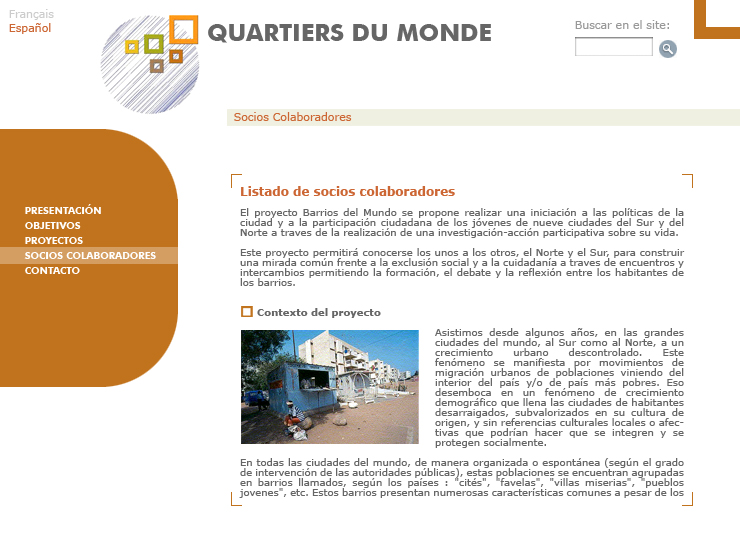 Français
Español
QUARTIERS DU MONDE
Buscar en el site:
Socios Colaboradores
PRESENTACIÓN
OBJETIVOS
PROYECTOS
SOCIOS COLABORADORES
CONTACTO
Listado de socios colaboradores
El proyecto Barrios del Mundo se propone realizar una iniciación a las políticas de la
ciudad y a la participación ciudadana de los jóvenes de nueve ciudades del Sur y del
Norte a traves de la realización de una investigación-acción participativa sobre su vida.
Este proyecto permitirá conocerse los unos a los otros, el Norte y el Sur, para construir
una mirada común frente a la exclusión social y a la cuidadanía a traves de encuentros y
intercambios permitiendo la formación, el debate y la reflexión entre los habitantes de
los barrios.
Contexto del proyecto
Asistimos desde algunos años, en las grandes
ciudades del mundo, al Sur como al Norte, a un
crecimiento urbano descontrolado. Este
fenómeno se manifiesta por movimientos de
migración urbanos de poblaciones viniendo del
interior del país y/o de país más pobres. Eso
desemboca en un fenómeno de crecimiento
demográfico que llena las ciudades de habitantes
desarraigados, subvalorizados en su cultura de
origen, y sin referencias culturales locales o afec-
tivas que podrían hacer que se integren y se
protegen socialmente.
En todas las ciudades del mundo, de manera organizada o espontánea (según el grado
de intervención de las autoridades públicas), estas poblaciones se encuentran agrupadas
en barrios llamados, según los países : "cités", "favelas", "villas miserias", "pueblos
jovenes", etc. Estos barrios presentan numerosas características comunes a pesar de los